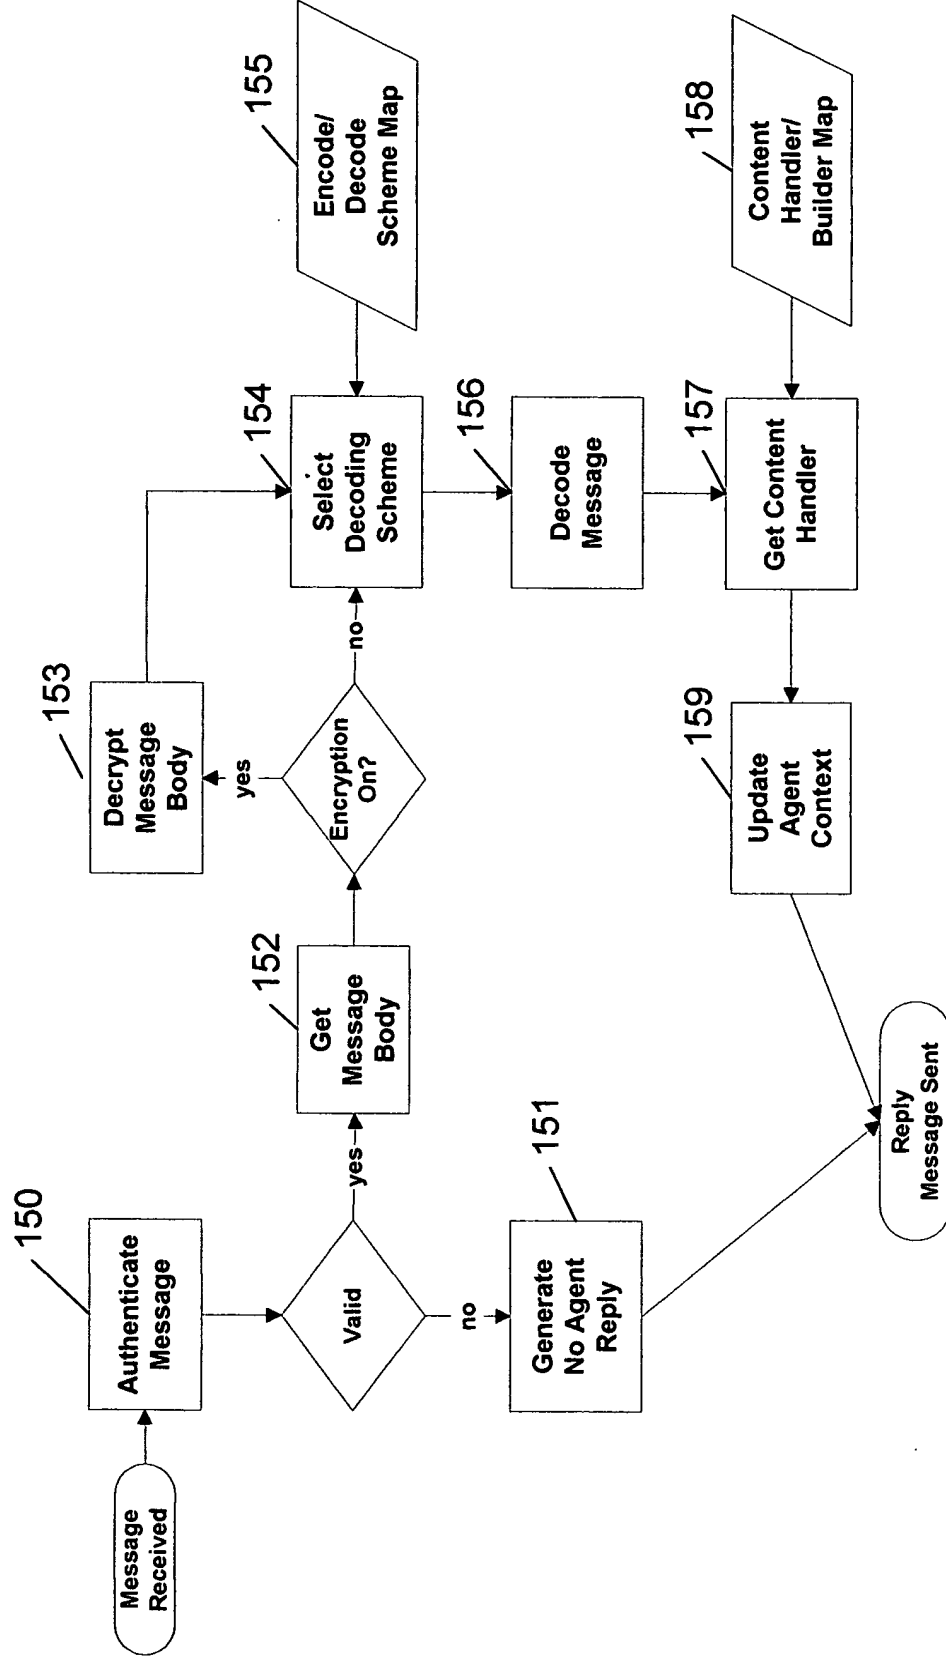 Message
Received
150
Authenticate
Message
Valid
yes
no
151
Generate
No Agent
Reply
152
Get
Message
Body
Encryption
On?
yes
no
153
Decrypt
Message
Body
154
Select
Decoding
Scheme
155
Encode/
Decode
Scheme Map
156
Decode
Message
157
Get Content
Handler
158
Content
Handler/
Builder Map
159
Update
Agent
Context
Reply
Message Sent